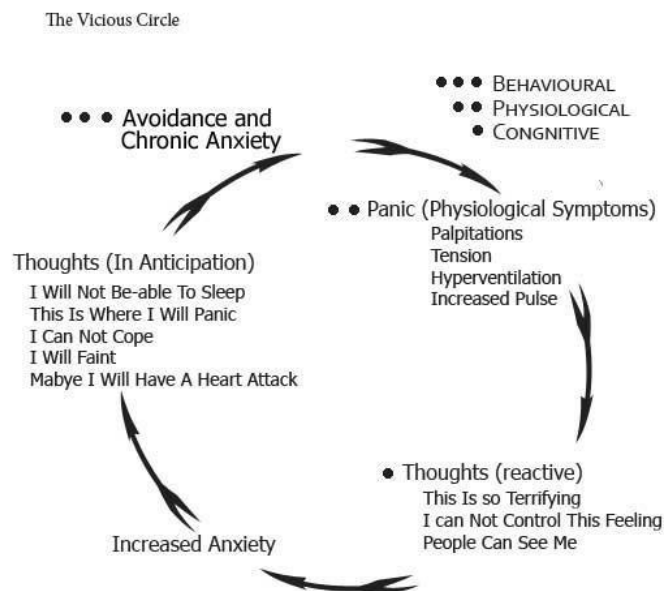 The Vicious Circle
● ● ● BEHAVIOURAL
● ● PHYSIOLOGICAL
● CONGNITIVE
● ● ● Avoidance and
Chronic Anxiety
● ● Panic (Physiological Symptoms)
Palpitations
Tension
Hyperventilation
Increased Pulse
● Thoughts (reactive)
This Is so Terrifying
I can Not Control This Feeling
People Can See Me
Increased Anxiety
Thoughts (In Anticipation)
I Will Not Be-able To Sleep
This Is Where I Will Panic
I Can Not Cope
I Will Faint
Mabye I Will Have A Heart Attack